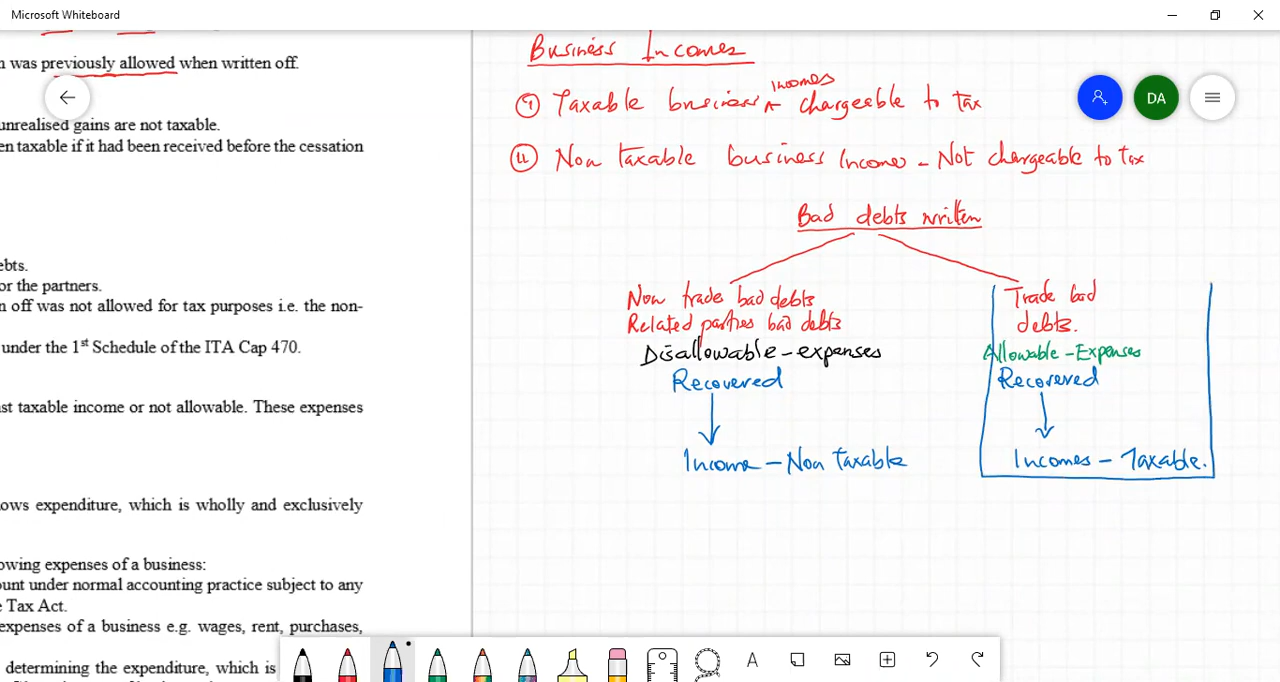 Microsoft Whiteboard
n was previously allowed when written off.
unrealised gains are not taxable.
en taxable if it had been received before the cessation
ebts.
or the partners.
n off was not allowed for tax purposes i.e. the non-
under the 1st Schedule of the ITA Cap 470.
ast taxable income or not allowable. These expenses
ows expenditure, which is wholly and exclusively
owing expenses of a business:
ount under normal accounting practice subject to any
e Tax Act.
expenses of a business e.g. wages, rent, purchases,
determining the expenditure, which is
Business Incomes
(I) Taxable business incomes chargeable to tax
(II) Non taxable business Income - Not chargeable to tax
Bad debts written
Non trade bad debts
Related parties bad debts
Disallowable - expenses
Recovered
Income - Non taxable
Trade bad
debts.
Allowable - Expenses
Recovered
Incomes - Taxable.
DA
A